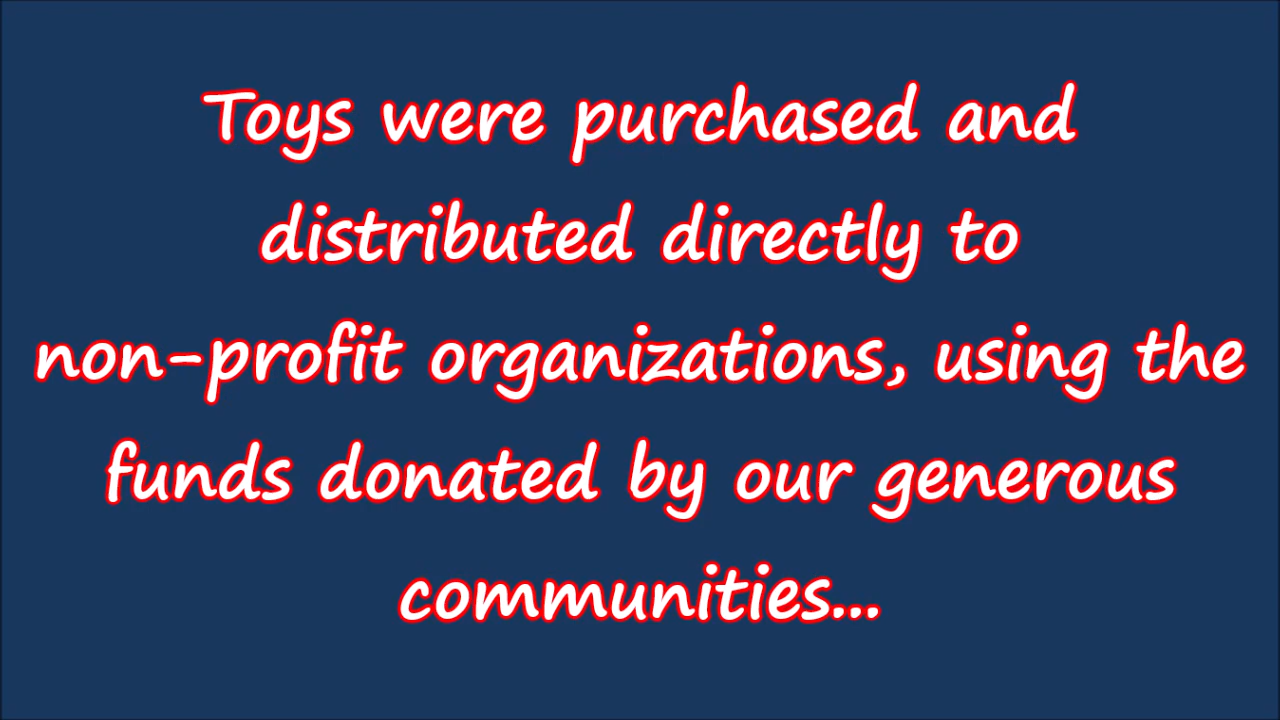 Toys were purchased and
distributed directly to
non-profit organizations, using the
funds donated by our generous
communities...